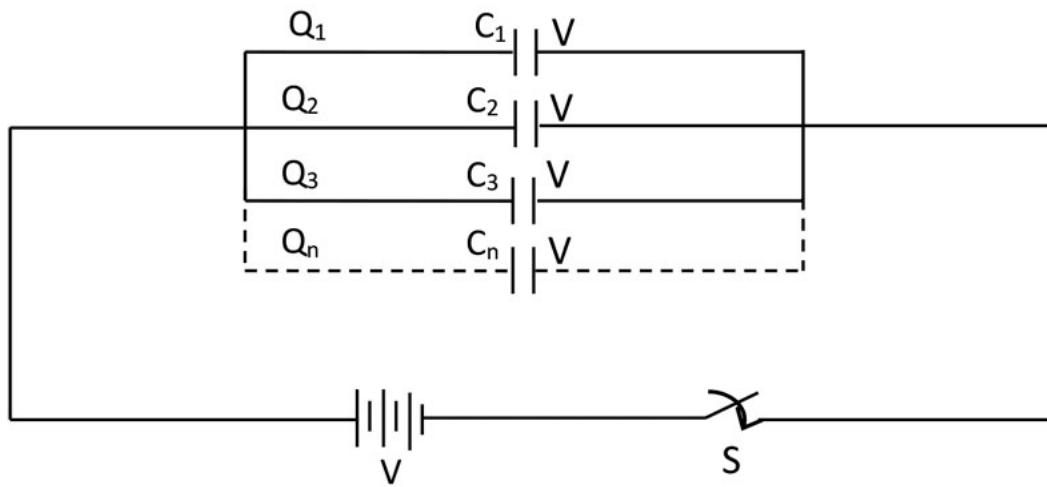 Q₁ C₁ V
Q₂ C₂ V
Q₃ C₃ V
Qₙ Cₙ V
V S